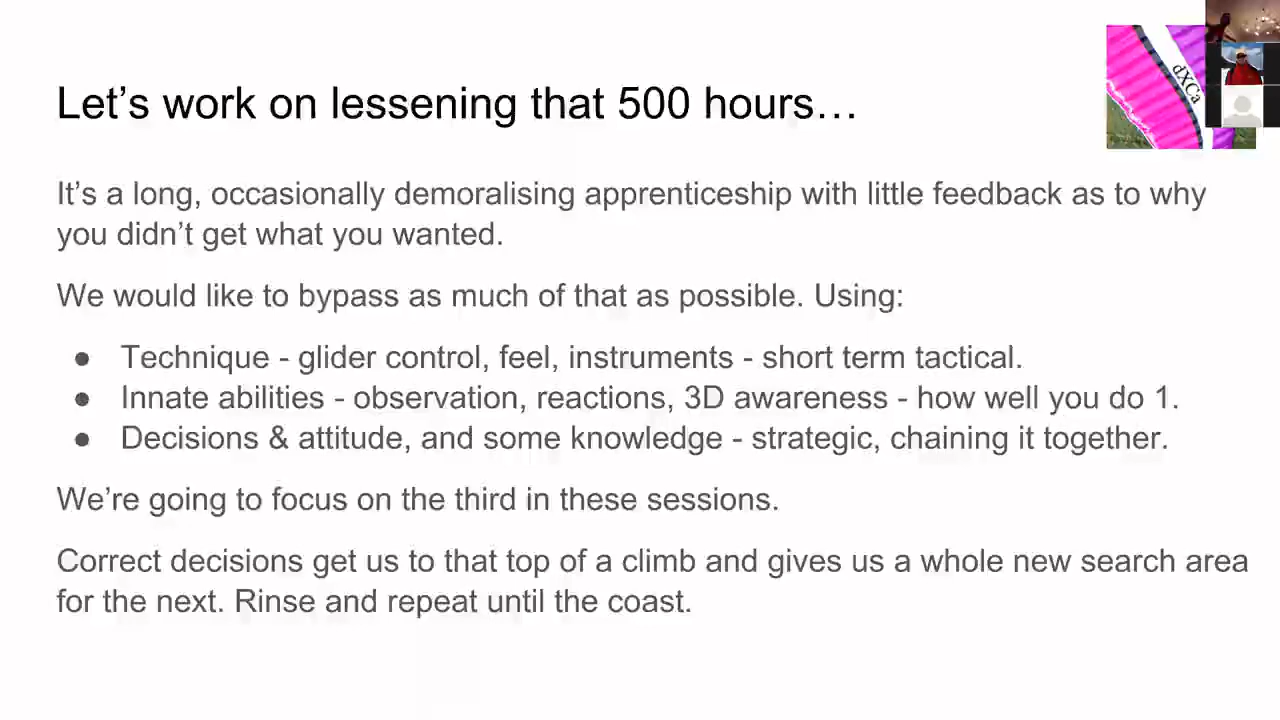 Let's work on lessening that 500 hours…
dXCa
It's a long, occasionally demoralising apprenticeship with little feedback as to why
you didn't get what you wanted.
We would like to bypass as much of that as possible. Using:
● Technique - glider control, feel, instruments - short term tactical.
● Innate abilities - observation, reactions, 3D awareness - how well you do 1.
● Decisions & attitude, and some knowledge - strategic, chaining it together.
We're going to focus on the third in these sessions.
Correct decisions get us to that top of a climb and gives us a whole new search area
for the next. Rinse and repeat until the coast.